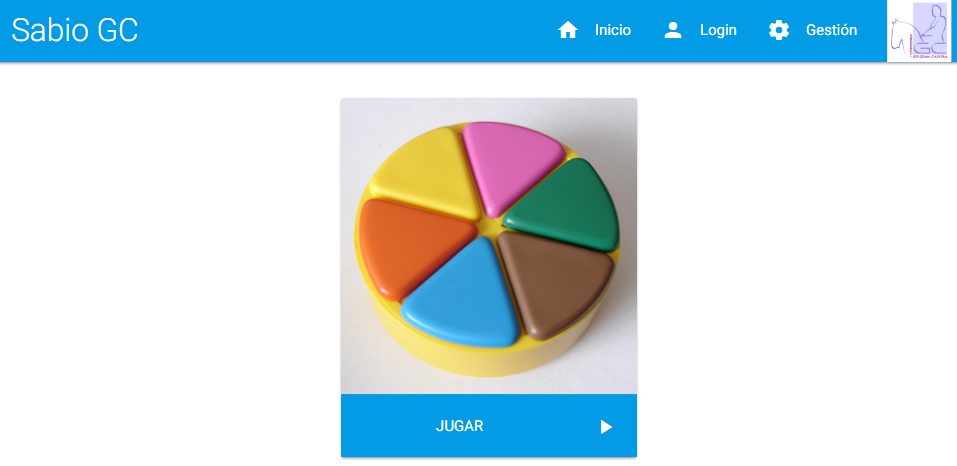 Sabio GC
Inicio
Login
Gestión
GC
JUGAR